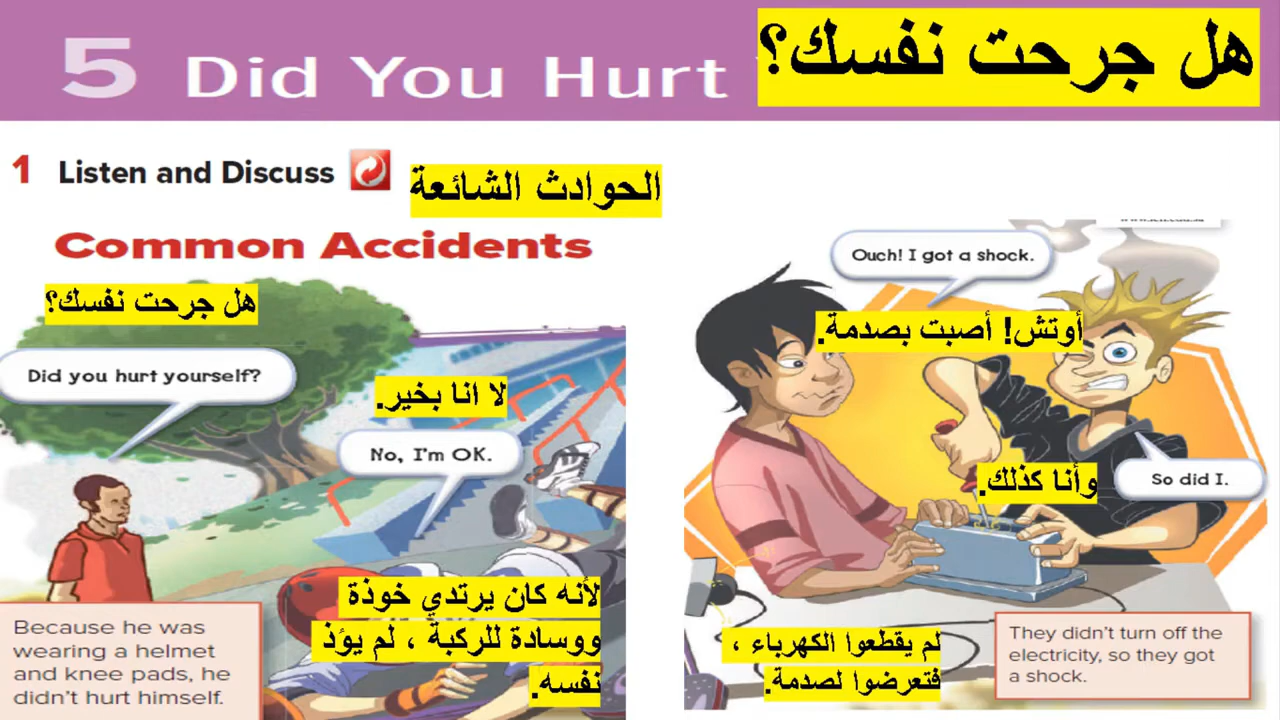 5 Did You Hurt
هل جرحت نفسك؟
1 Listen and Discuss
الحوادث الشائعة
Common Accidents
هل جرحت نفسك؟
Did you hurt yourself?
لا انا بخير.
No, I'm OK.
لأنه كان يرتدي خوذة
ووسادة للركبة ، لم يؤذ
نفسه.
Because he was
wearing a helmet
and knee pads, he
didn't hurt himself.
Ouch! I got a shock.
أوتش! أصبت بصدمة.
وأنا كذلك.
So did I.
لم يقطعوا الكهرباء ،
فتعرضوا لصدمة.
They didn't turn off the
electricity, so they got
a shock.